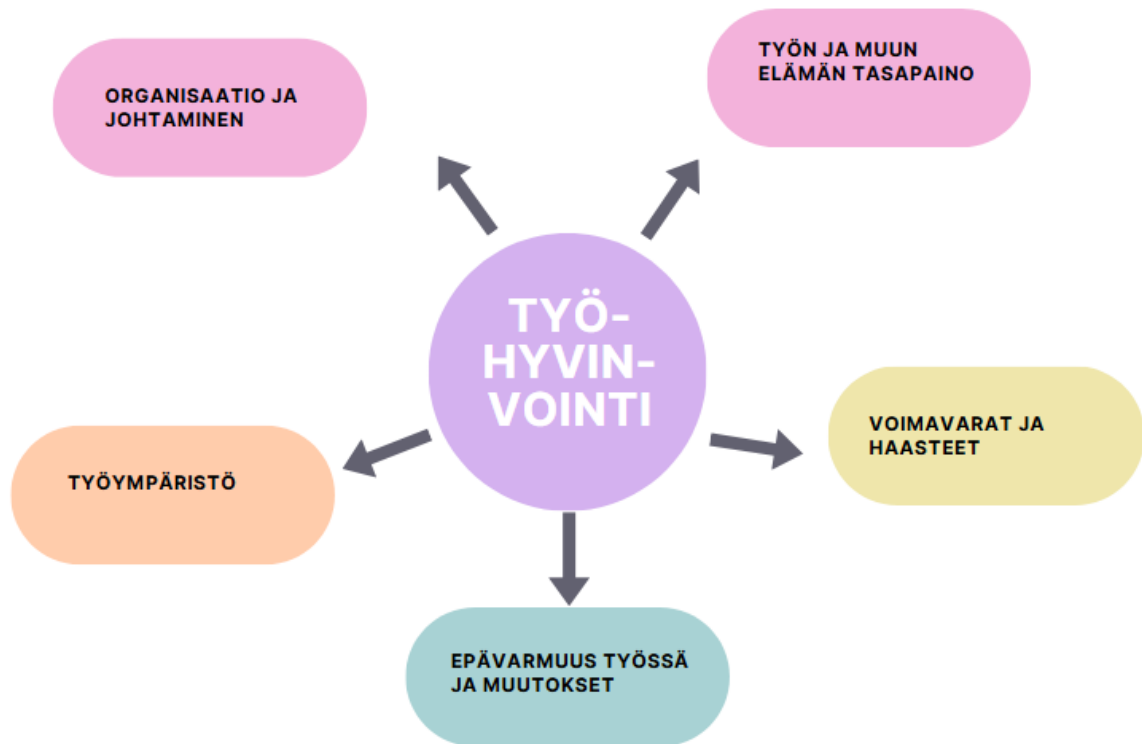 ORGANISAATIO JA
JOHTAMINEN
TYÖN JA MUUN
ELÄMÄN TASAPAINO
TYÖ-
HYVIN-
VOINTI
VOIMAVARAT JA
HAASTEET
TYÖYMPÄRISTÖ
EPÄVARMUUS TYÖSSÄ
JA MUUTOKSET